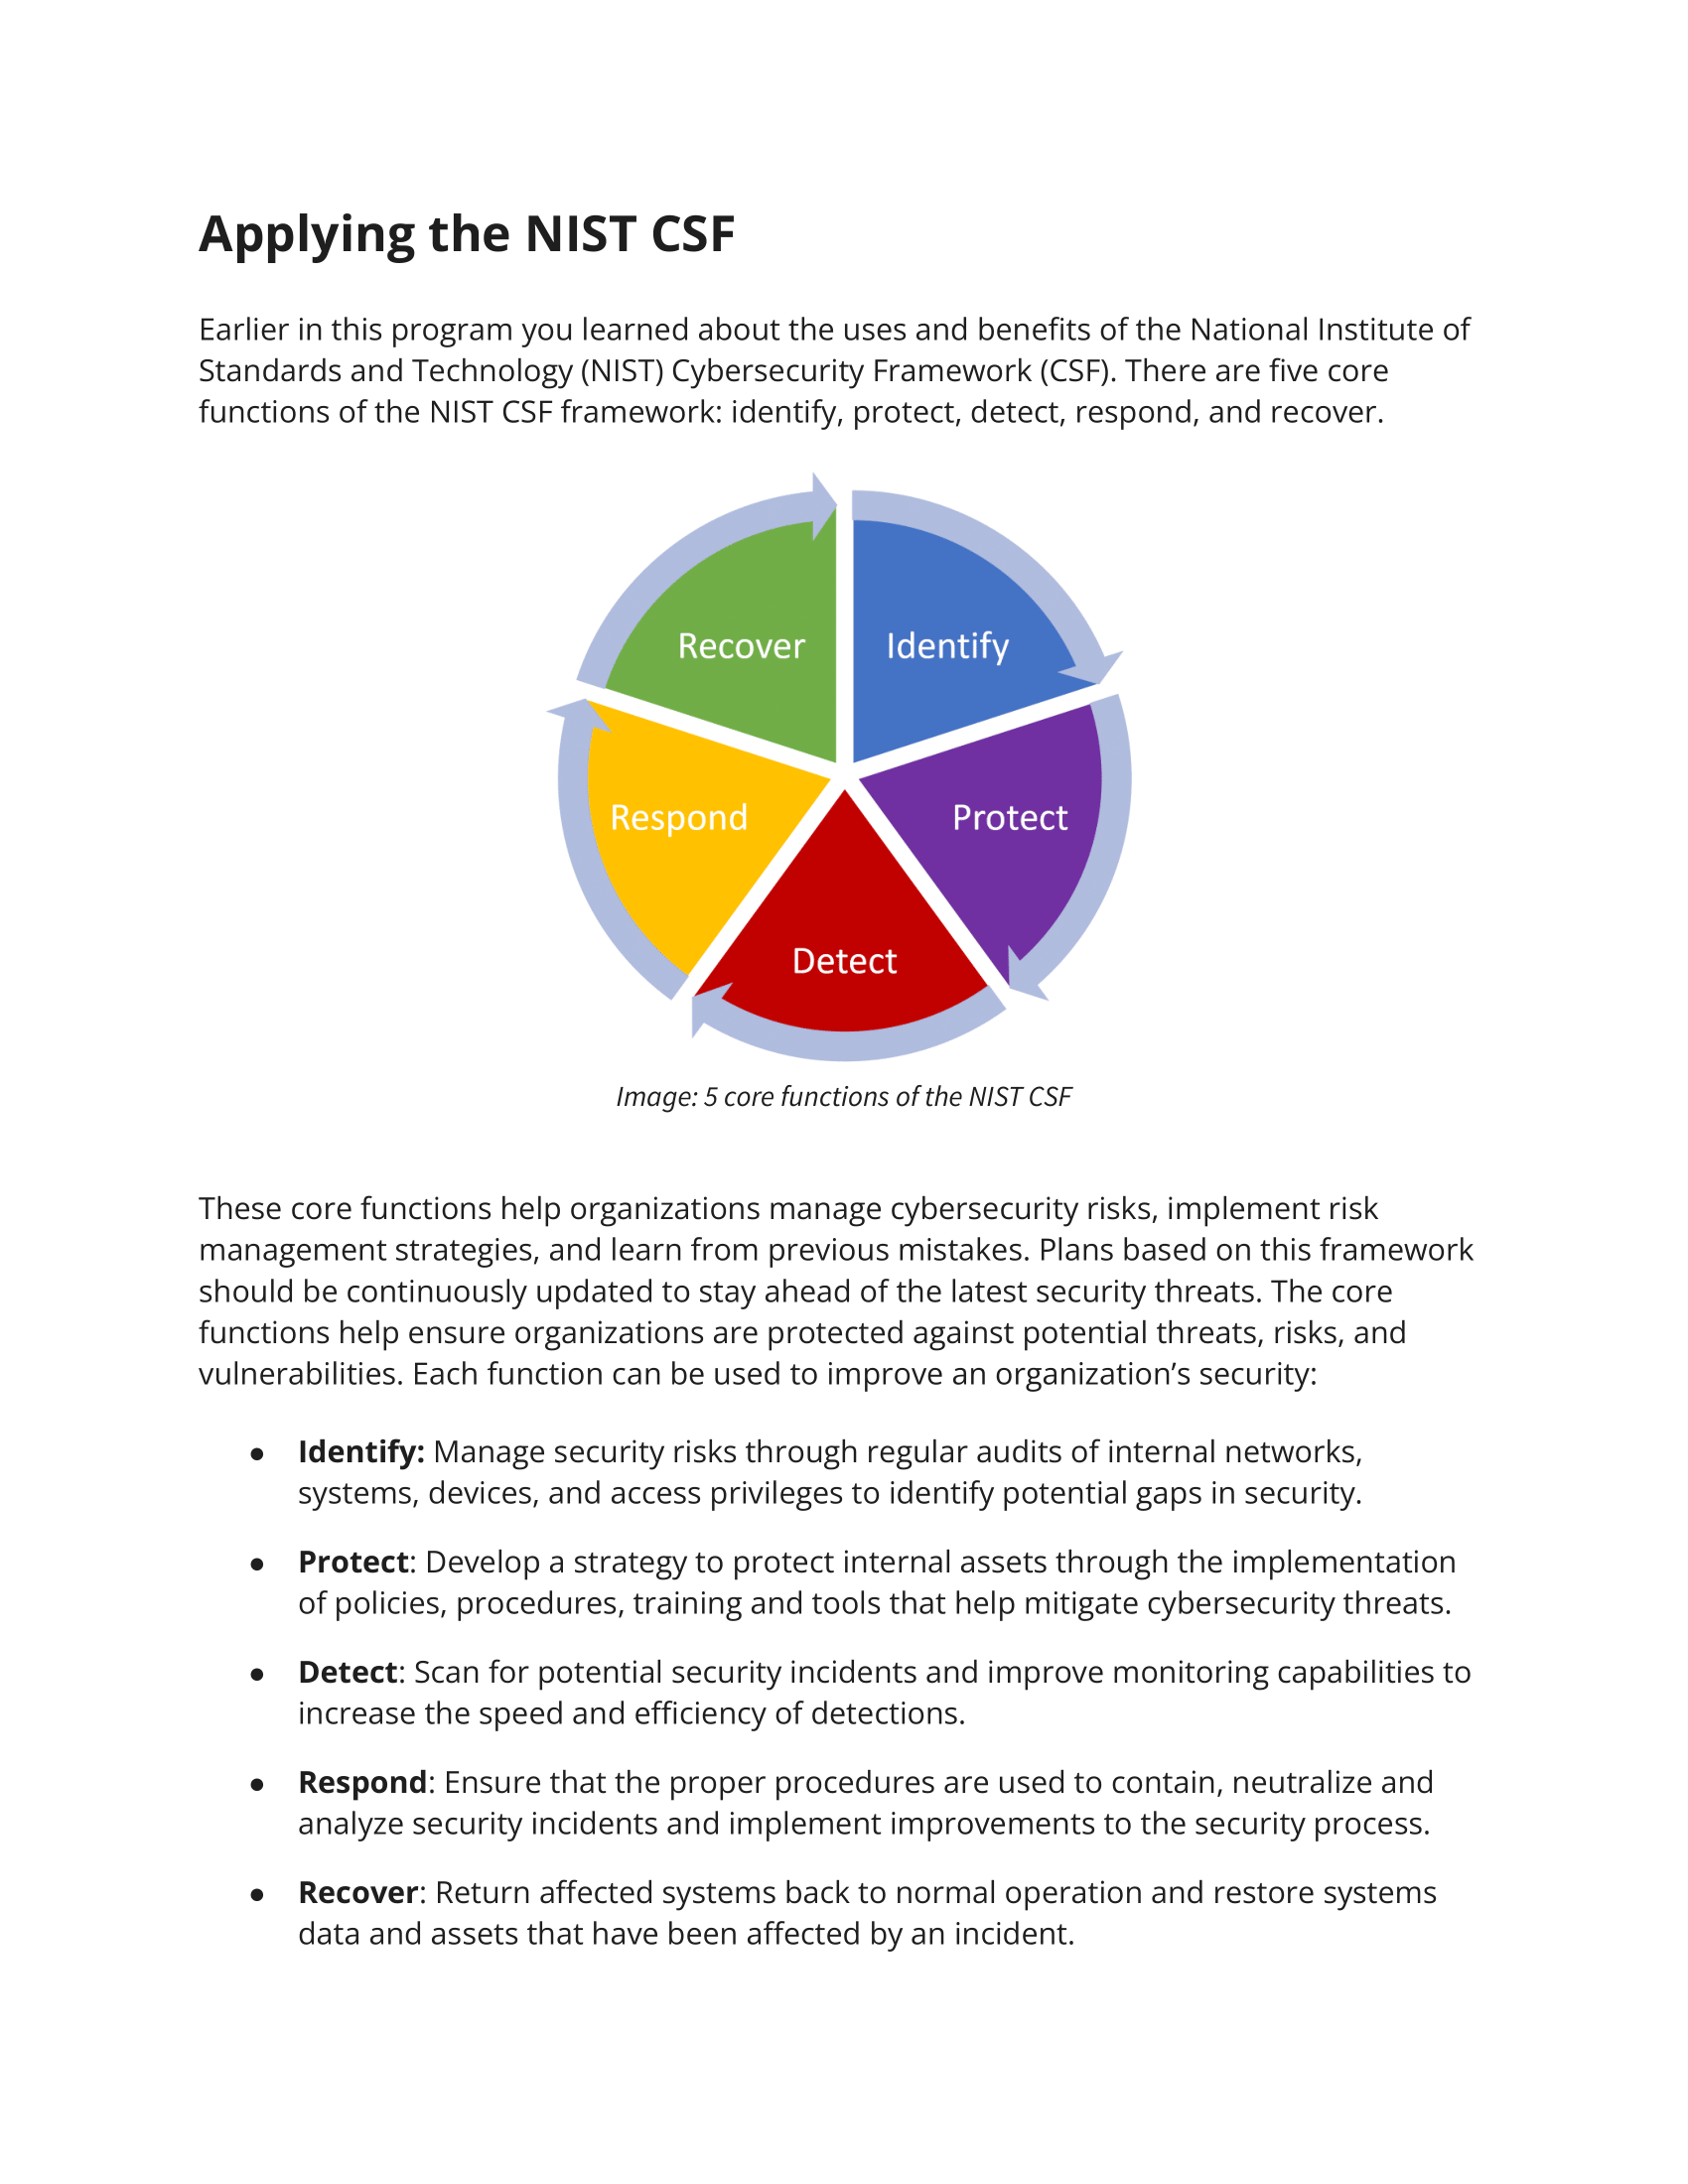 Applying the NIST CSF
Earlier in this program you learned about the uses and benefits of the National Institute of
Standards and Technology (NIST) Cybersecurity Framework (CSF). There are five core
functions of the NIST CSF framework: identify, protect, detect, respond, and recover.
Recover
Identify
Respond
Protect
Detect
Image: 5 core functions of the NIST CSF
These core functions help organizations manage cybersecurity risks, implement risk
management strategies, and learn from previous mistakes. Plans based on this framework
should be continuously updated to stay ahead of the latest security threats. The core
functions help ensure organizations are protected against potential threats, risks, and
vulnerabilities. Each function can be used to improve an organization’s security:
● Identify: Manage security risks through regular audits of internal networks,
systems, devices, and access privileges to identify potential gaps in security.
● Protect: Develop a strategy to protect internal assets through the implementation
of policies, procedures, training and tools that help mitigate cybersecurity threats.
● Detect: Scan for potential security incidents and improve monitoring capabilities to
increase the speed and efficiency of detections.
● Respond: Ensure that the proper procedures are used to contain, neutralize and
analyze security incidents and implement improvements to the security process.
● Recover: Return affected systems back to normal operation and restore systems
data and assets that have been affected by an incident.